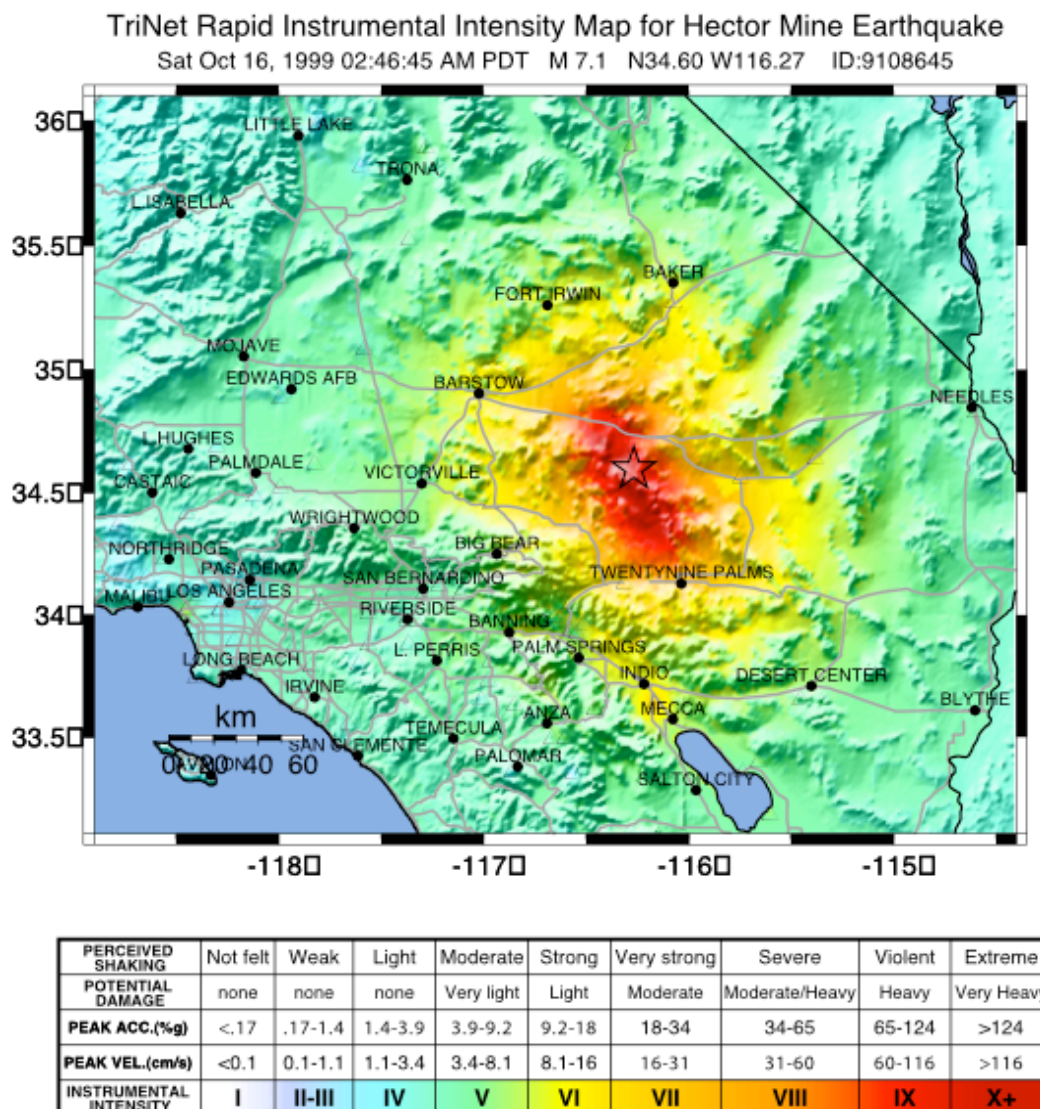 TriNet Rapid Instrumental Intensity Map for Hector Mine Earthquake
Sat Oct 16, 1999 02:46:45 AM PDT M 7.1 N34.60 W116.27 ID:9108645
36
LITTLE LAKE
TRONA
L.ISABELLA
35.5
BAKER
FORT IRWIN
MOJAVE
35
EDWARDS AFB
BARSTOW
NEEDLES
L.HUGHES
PALMDALE
VICTORVILLE
CASTAIC
34.5
WRIGHTWOOD
NORTHRIDGE
BIG BEAR
PASADENA
SAN BERNARDINO
TWENTYNINE PALMS
MALIBU
LOS ANGELES
34
RIVERSIDE
BANNING
L. PERRIS
PALM SPRINGS
LONG BEACH
INDIO
DESERT CENTER
IRVINE
BLYTHE
km
ANZA
MECCA
33.5
TEMECULA
SAN CLEMENTE
PALOMAR
0 20 40 60
AVALON
SALTON CITY
-118 -117 -116 -115
PERCEIVED SHAKING Not felt Weak Light Moderate Strong Very strong Severe Violent Extreme
POTENTIAL DAMAGE none none none Very light Light Moderate Moderate/Heavy Heavy Very Heavy
PEAK ACC.(%g) <.17 .17-1.4 1.4-3.9 3.9-9.2 9.2-18 18-34 34-65 65-124 >124
PEAK VEL.(cm/s) <0.1 0.1-1.1 1.1-3.4 3.4-8.1 8.1-16 16-31 31-60 60-116 >116
INSTRUMENTAL INTENSITY I II-III IV V VI VII VIII IX X+